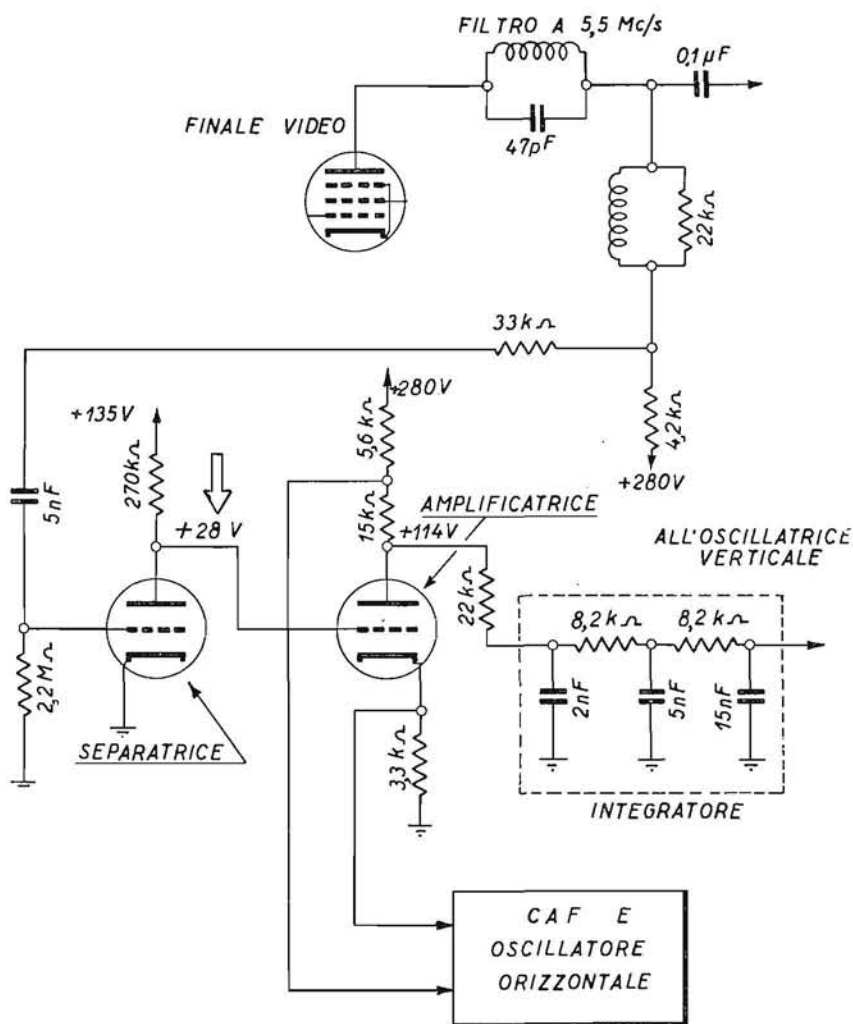 FILTRO A 5,5 Mc/s
0,1µF
FINALE VIDEO
47pF
22kΩ
33kΩ
+280V
4,2kΩ
+280V
+135V
5,6kΩ
270kΩ
5nF
+28 V
15kΩ
+114V
AMPLIFICATRICE
ALL'OSCILLATRICE
VERTICALE
22kΩ
8,2kΩ
8,2kΩ
2nF
5nF
15nF
2,2MΩ
SEPARATRICE
3,3kΩ
INTEGRATORE
CAF E
OSCILLATORE
ORIZZONTALE